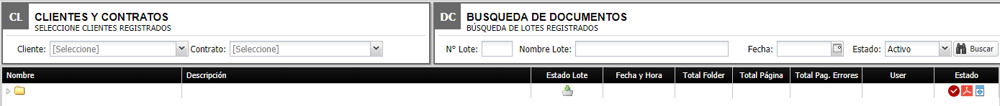 CL CLIENTES Y CONTRATOS
SELECCIONE CLIENTES REGISTRADOS
Cliente: [Seleccione] Contrato: [Seleccione]
DC BUSQUEDA DE DOCUMENTOS
BÚSQUEDA DE LOTES REGISTRADOS
N° Lote: Nombre Lote: Fecha: Estado: Activo Buscar
Nombre Descripción Estado Lote Fecha y Hora Total Folder Total Página Total Pag. Errores User Estado